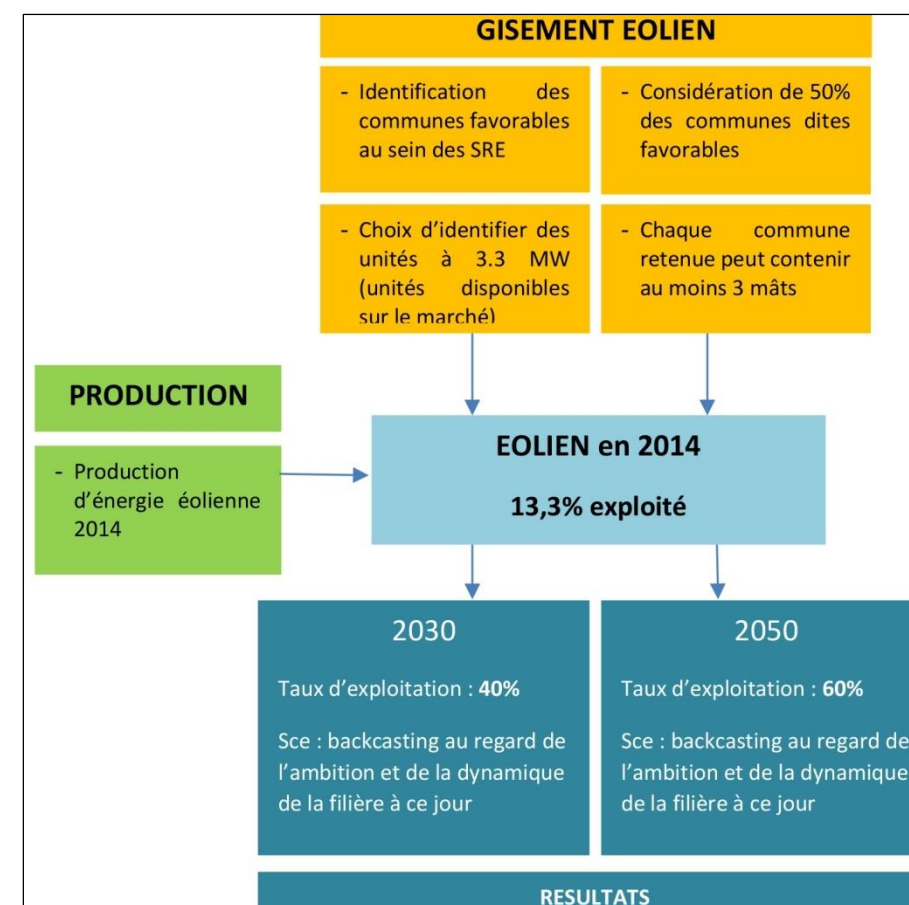 GISEMENT EOLIEN
- Identification des
communes favorables
au sein des SRE
- Considération de 50%
des communes dites
favorables
- Choix d'identifier des
unités à 3.3 MW
(unités disponibles
sur le marché)
- Chaque commune
retenue peut contenir
au moins 3 mâts
PRODUCTION
- Production
d'énergie éolienne
2014
EOLIEN en 2014
13,3% exploité
2030
Taux d'exploitation : 40%
Sce : backcasting au regard de
l'ambition et de la dynamique
de la filière à ce jour
2050
Taux d'exploitation : 60%
Sce : backcasting au regard de
l'ambition et de la dynamique
de la filière à ce jour
RESULTATS